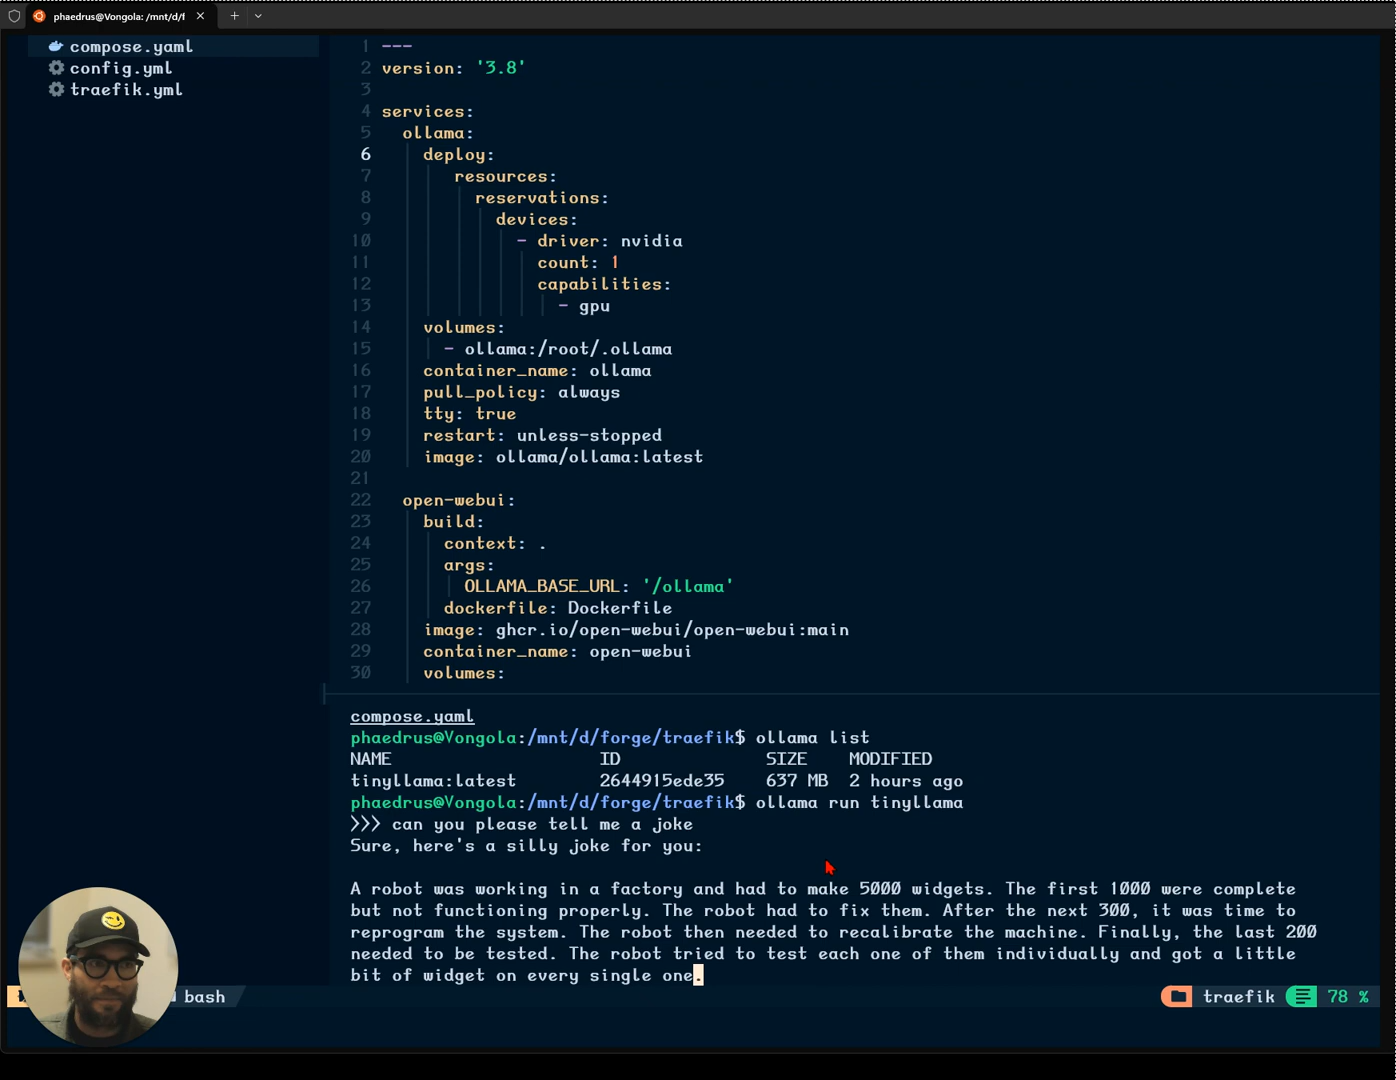 phaedrus@Vongola: /mnt/d/f
compose.yaml
config.yml
traefik.yml
1 ---
2 version: '3.8'
3
4 services:
5 ollama:
6 deploy:
7 resources:
8 reservations:
9 devices:
10 - driver: nvidia
11 count: 1
12 capabilities:
13 - gpu
14 volumes:
15 - ollama:/root/.ollama
16 container_name: ollama
17 pull_policy: always
18 tty: true
19 restart: unless-stopped
20 image: ollama/ollama:latest
21
22 open-webui:
23 build:
24 context: .
25 args:
26 OLLAMA_BASE_URL: '/ollama'
27 dockerfile: Dockerfile
28 image: ghcr.io/open-webui/open-webui:main
29 container_name: open-webui
30 volumes:
compose.yaml
phaedrus@Vongola:/mnt/d/forge/traefik$ ollama list
NAME ID SIZE MODIFIED
tinyllama:latest 2644915ede35 637 MB 2 hours ago
phaedrus@Vongola:/mnt/d/forge/traefik$ ollama run tinyllama
>>> can you please tell me a joke
Sure, here's a silly joke for you:
A robot was working in a factory and had to make 5000 widgets. The first 1000 were complete
but not functioning properly. The robot had to fix them. After the next 300, it was time to
reprogram the system. The robot then needed to recalibrate the machine. Finally, the last 200
needed to be tested. The robot tried to test each one of them individually and got a little
bit of widget on every single one.
bash
traefik 78 %